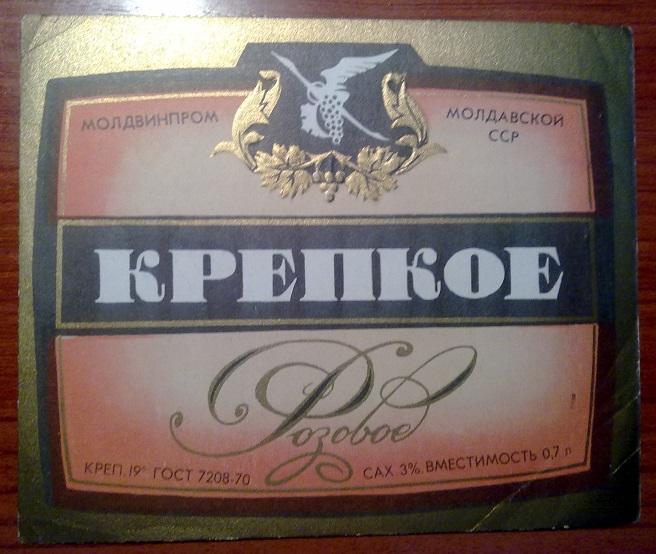 МОЛДВИНПРОМ
МОЛДАВСКОЙ
ССР
КРЕПКОЕ
Розовое
КРЕП. 19° ГОСТ 7208-70
САХ. 3%. ВМЕСТИМОСТЬ 0,7 л